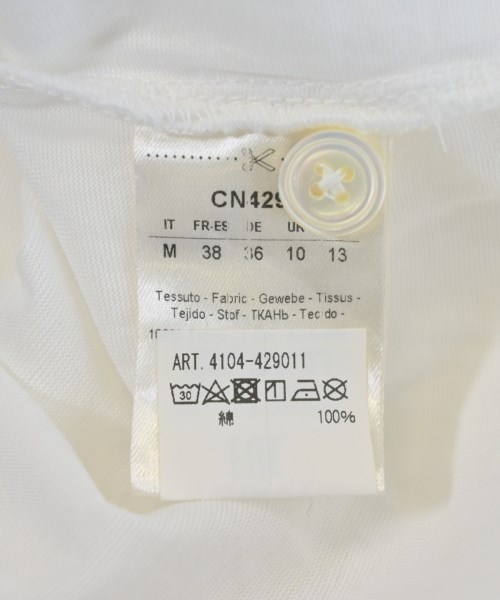 CN429
IT FR-ES DE
M 38 36 10 13
Tessuto - Fabric - Gewebe - Tissus -
Tejido - Stof - ТКАНЬ - Tecido -
ART. 4104-429011
30
綿 100%